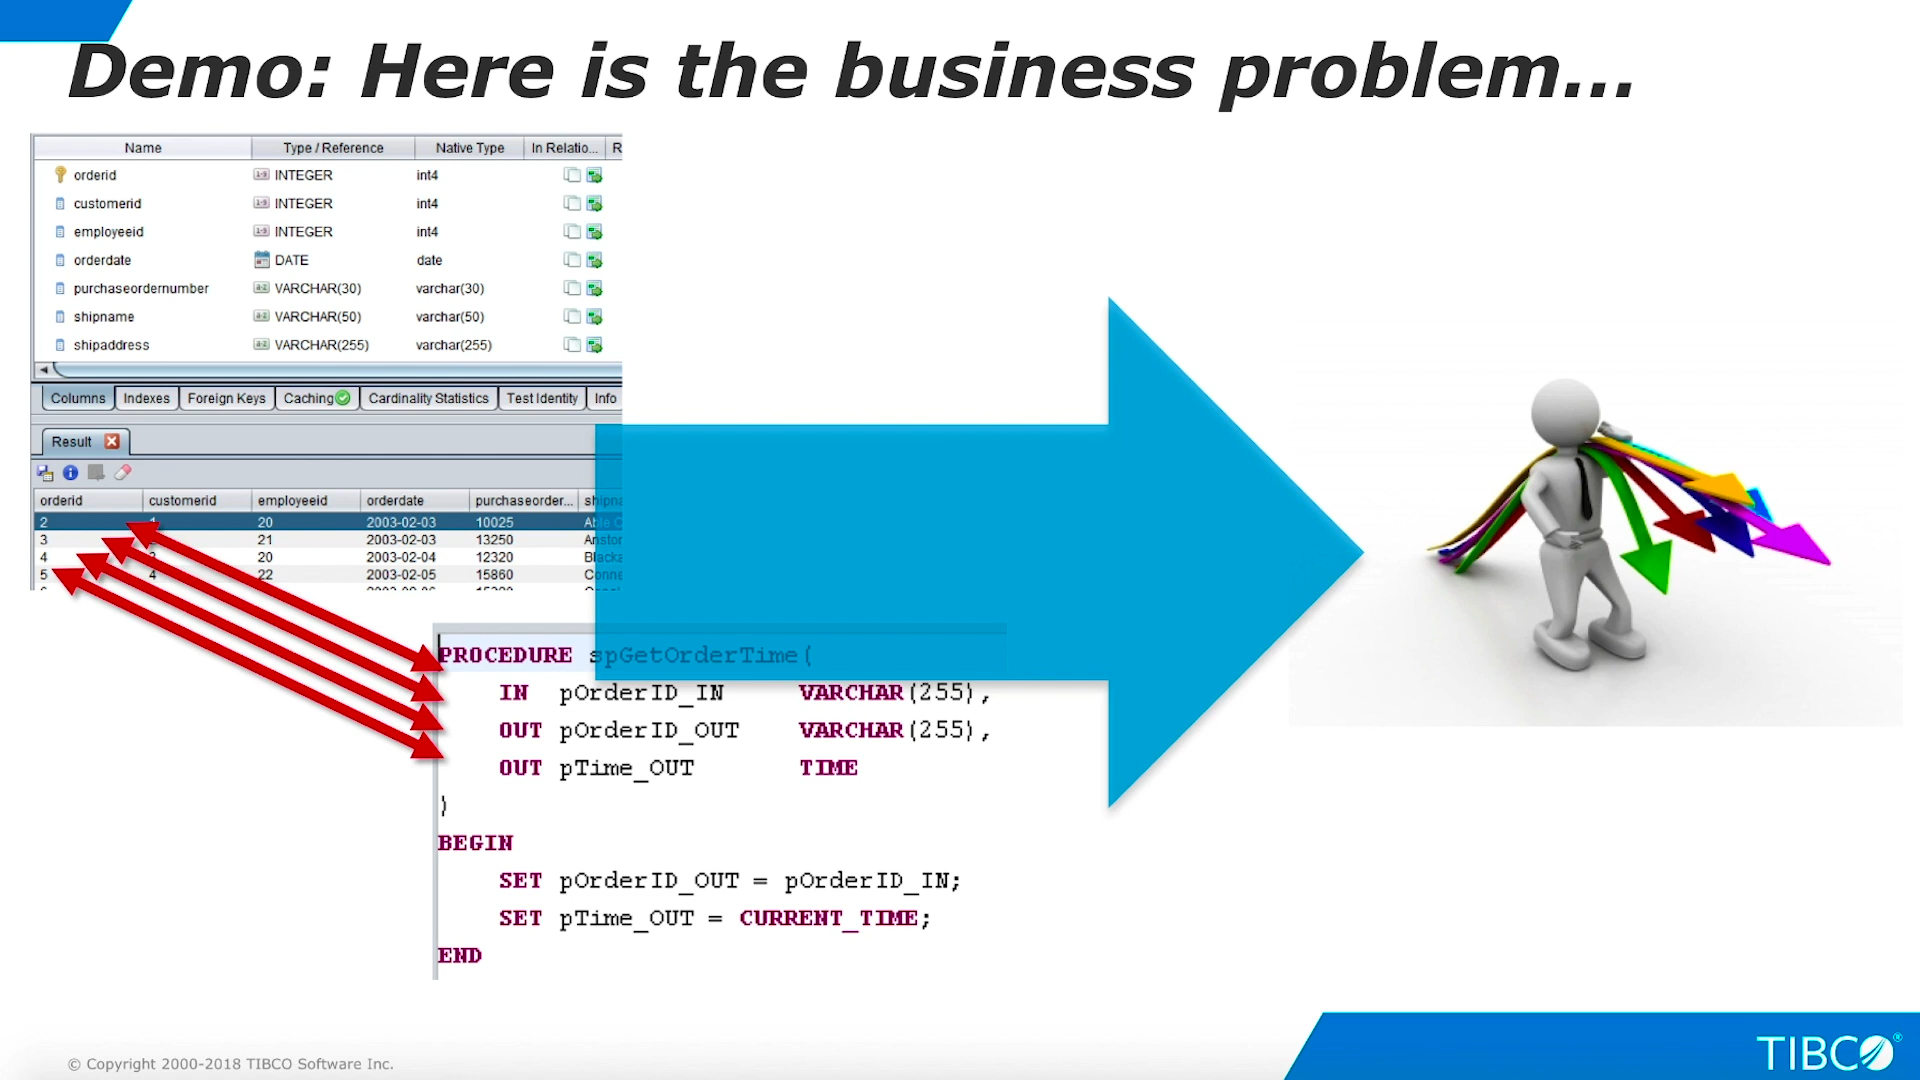 Demo: Here is the business problem...
Name Type / Reference Native Type In Relatio... R
orderid INTEGER int4
customerid INTEGER int4
employeeid INTEGER int4
orderdate DATE date
purchaseordernumber VARCHAR(30) varchar(30)
shipname VARCHAR(50) varchar(50)
shipaddress VARCHAR(255) varchar(255)
Columns Indexes Foreign Keys Caching Cardinality Statistics Test Identity Info
Result
orderid customerid employeeid orderdate purchaseorder... shipna
2 1 20 2003-02-03 10025 Able C
3 21 2003-02-03 13250 Anston
4 20 2003-02-04 12320 Blacka
5 4 22 2003-02-05 15860 Conne
PROCEDURE spGetOrderTime(
IN pOrderID_IN VARCHAR(255),
OUT pOrderID_OUT VARCHAR(255),
OUT pTime_OUT TIME
)
BEGIN
SET pOrderID_OUT = pOrderID_IN;
SET pTime_OUT = CURRENT_TIME;
END
© Copyright 2000-2018 TIBCO Software Inc.
TIBCO®